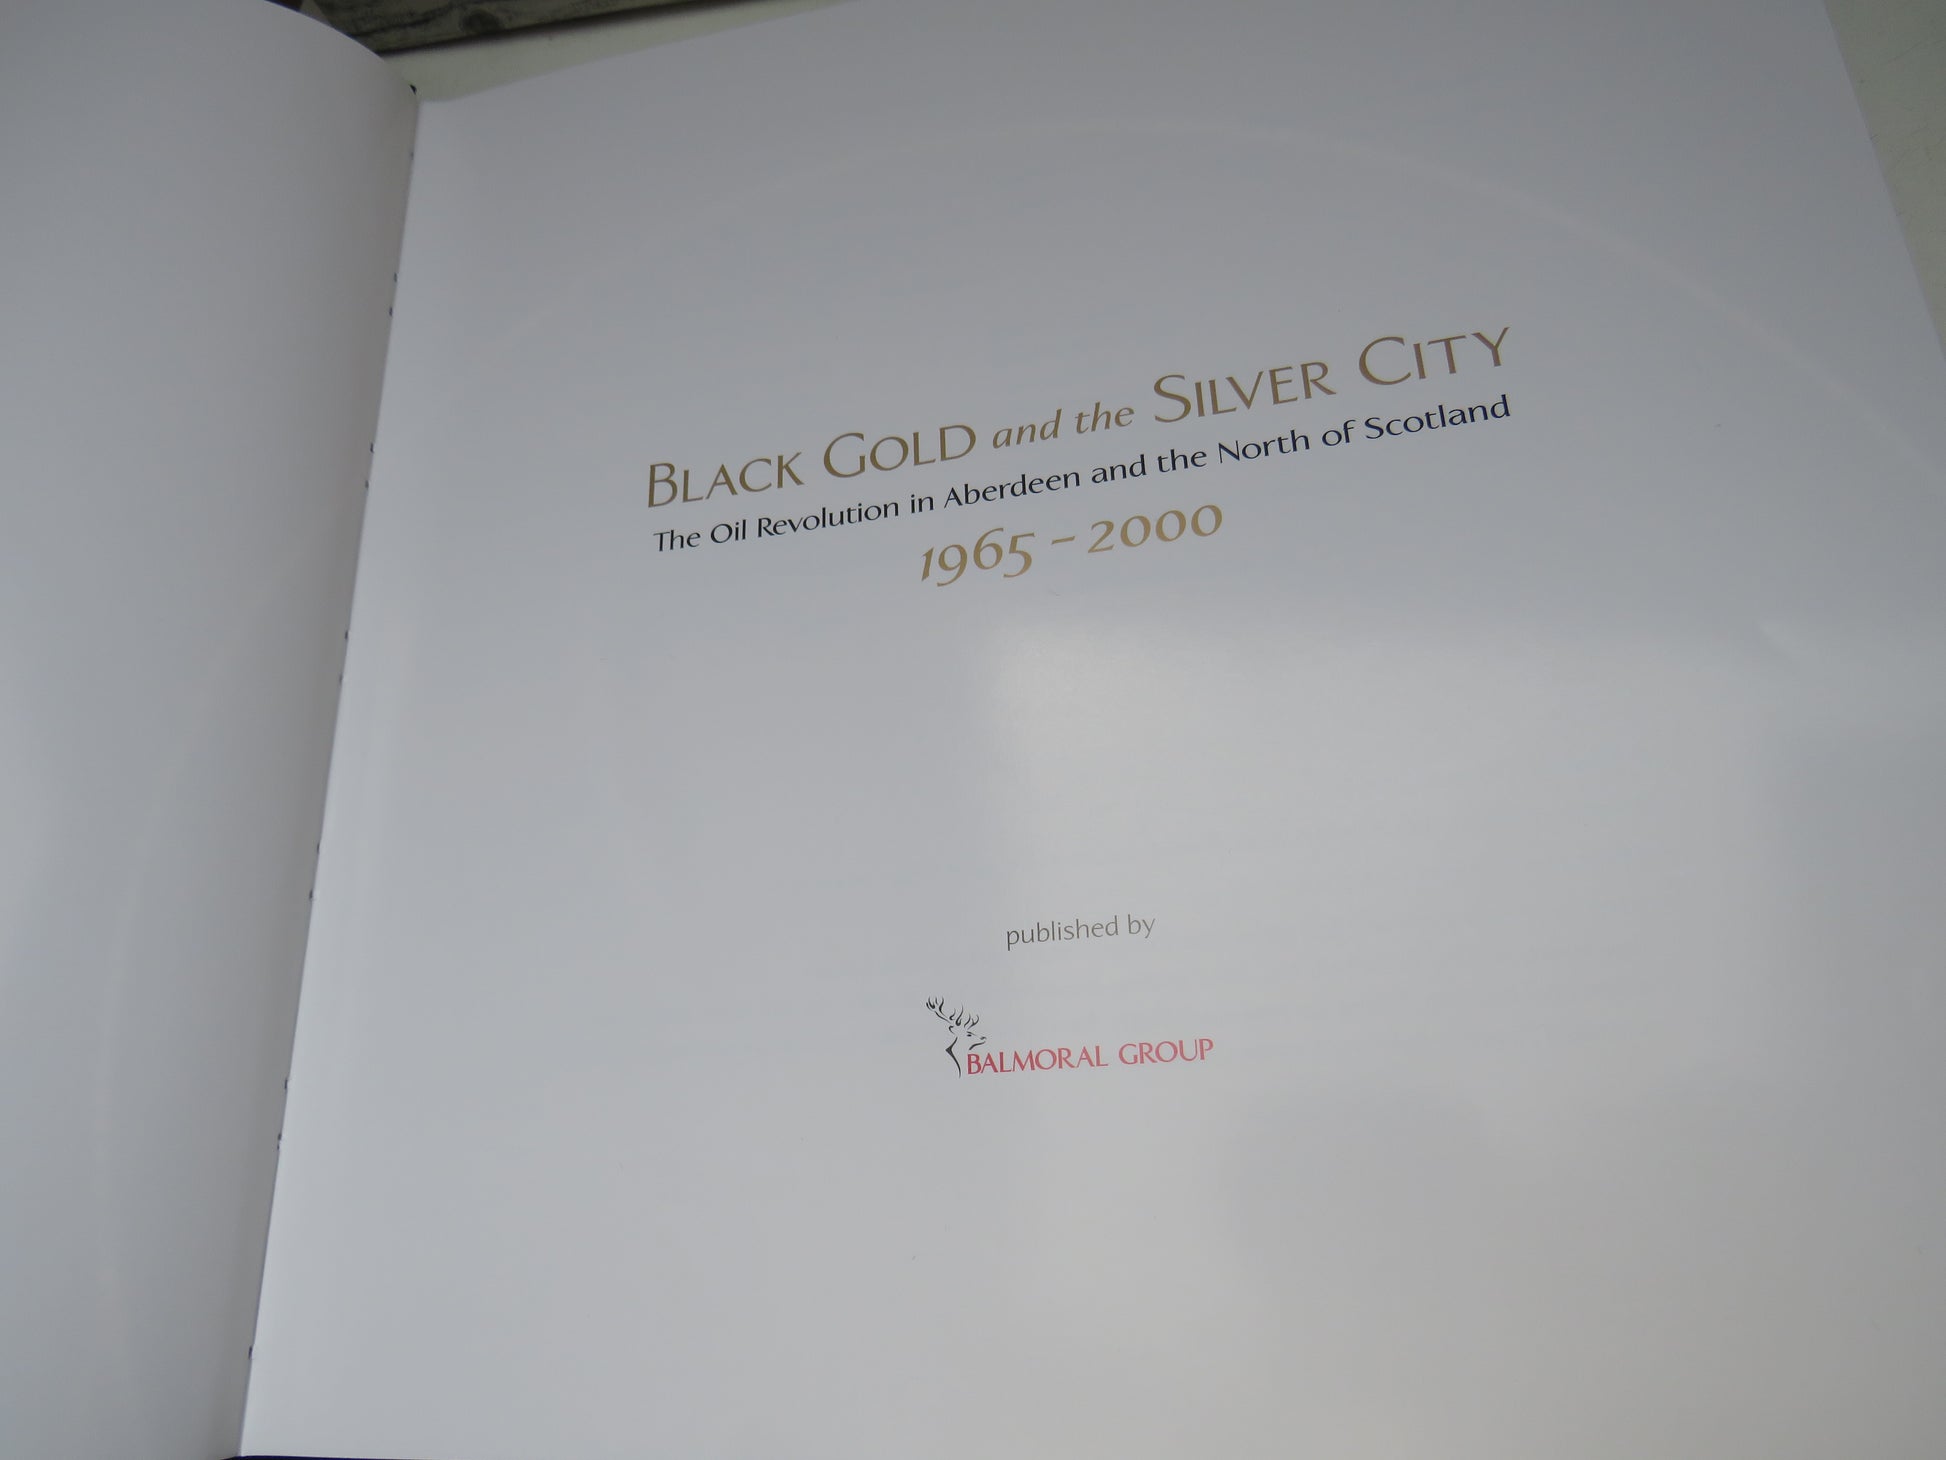 BLACK GOLD and the SILVER CITY
The Oil Revolution in Aberdeen and the North of Scotland
1965 – 2000
published by
BALMORAL GROUP